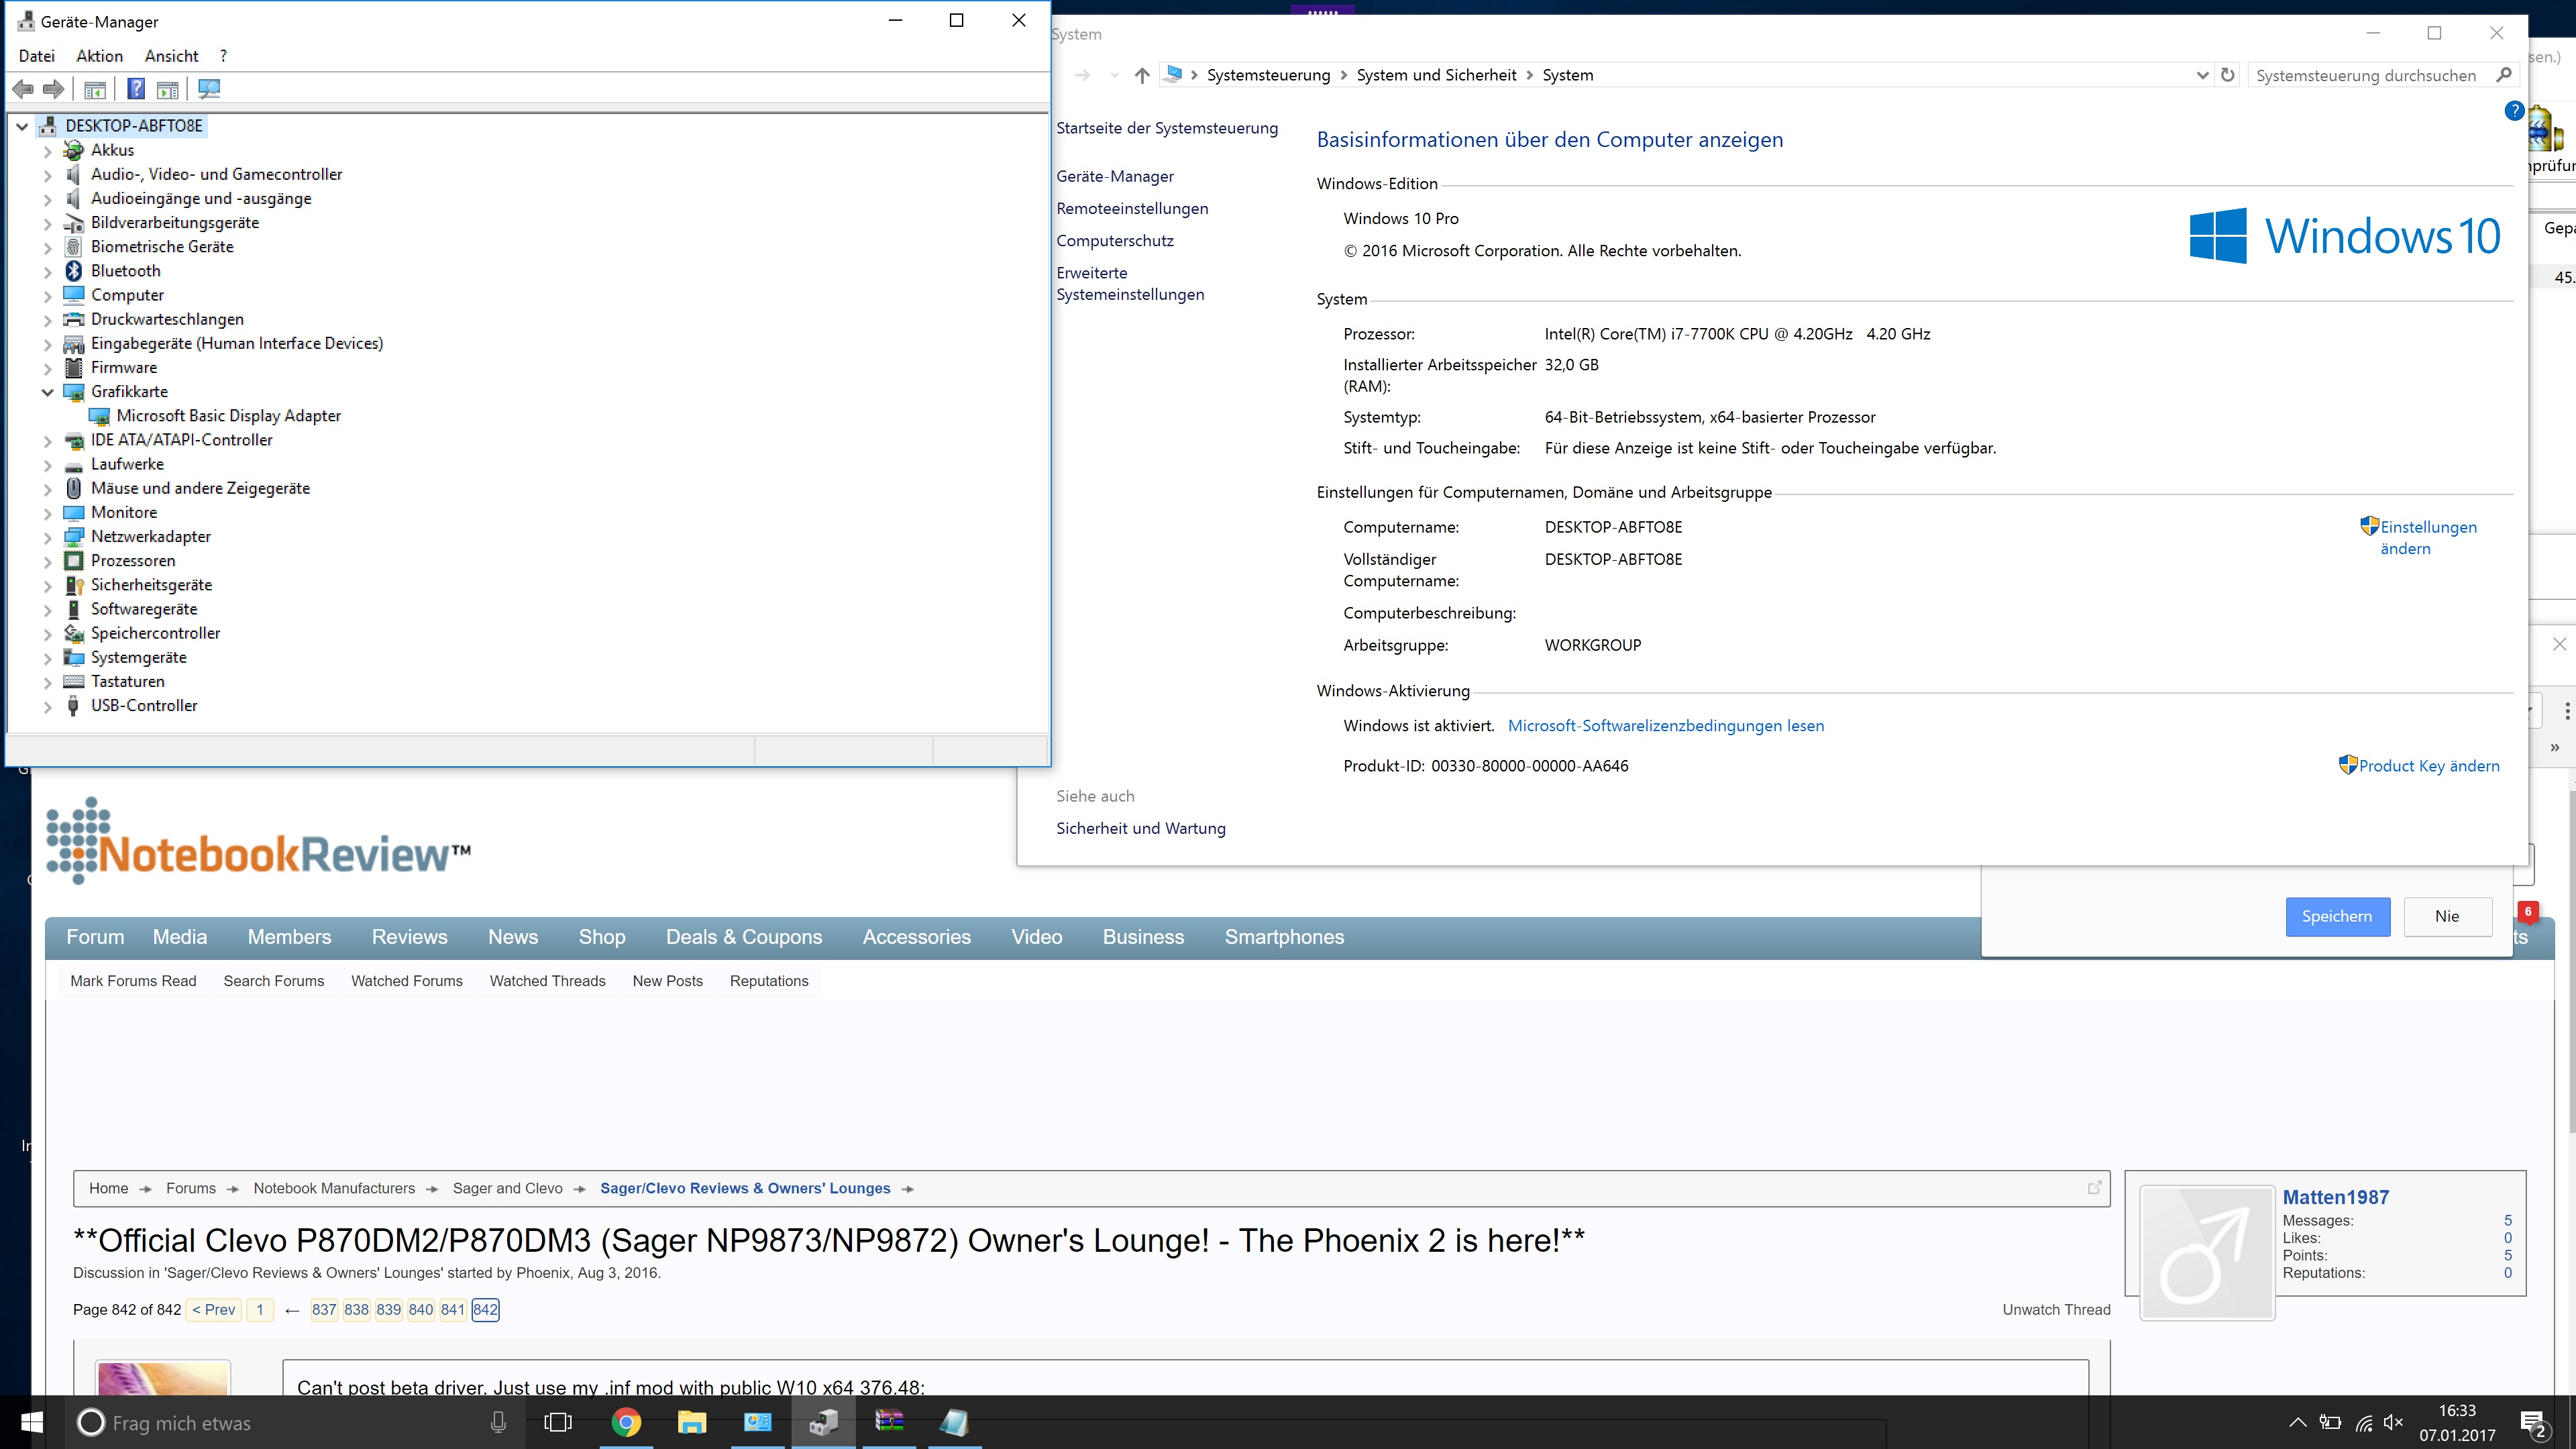 Geräte-Manager
Datei Aktion Ansicht ?
DESKTOP-ABFTO8E
Akkus
Audio-, Video- und Gamecontroller
Audioeingänge und -ausgänge
Bildverarbeitungsgeräte
Biometrische Geräte
Bluetooth
Computer
Druckwarteschlangen
Eingabegeräte (Human Interface Devices)
Firmware
Grafikkarte
Microsoft Basic Display Adapter
IDE ATA/ATAPI-Controller
Laufwerke
Mäuse und andere Zeigegeräte
Monitore
Netzwerkadapter
Prozessoren
Sicherheitsgeräte
Softwaregeräte
Speichercontroller
Systemgeräte
Tastaturen
USB-Controller
System
Systemsteuerung System und Sicherheit System
Systemsteuerung durchsuchen
Startseite der Systemsteuerung
Geräte-Manager
Remoteeinstellungen
Computerschutz
Erweiterte
Systemeinstellungen
Siehe auch
Sicherheit und Wartung
Basisinformationen über den Computer anzeigen
Windows-Edition
Windows 10 Pro
© 2016 Microsoft Corporation. Alle Rechte vorbehalten.
Windows 10
System
Prozessor: Intel(R) Core(TM) i7-7700K CPU @ 4.20GHz 4.20 GHz
Installierter Arbeitsspeicher 32,0 GB
(RAM):
Systemtyp: 64-Bit-Betriebssystem, x64-basierter Prozessor
Stift- und Toucheingabe: Für diese Anzeige ist keine Stift- oder Toucheingabe verfügbar.
Einstellungen für Computernamen, Domäne und Arbeitsgruppe
Computername: DESKTOP-ABFTO8E
Einstellungen
ändern
Vollständiger DESKTOP-ABFTO8E
Computername:
Computerbeschreibung:
Arbeitsgruppe: WORKGROUP
Windows-Aktivierung
Windows ist aktiviert. Microsoft-Softwarelizenzbedingungen lesen
Produkt-ID: 00330-80000-00000-AA646
Product Key ändern
sen.)
Gepa
45.
»
NotebookReview™
Speichern Nie
6
ts
Forum Media Members Reviews News Shop Deals & Coupons Accessories Video Business Smartphones
Mark Forums Read Search Forums Watched Forums Watched Threads New Posts Reputations
Home Forums Notebook Manufacturers Sager and Clevo Sager/Clevo Reviews & Owners' Lounges
**Official Clevo P870DM2/P870DM3 (Sager NP9873/NP9872) Owner's Lounge! - The Phoenix 2 is here!**
Discussion in 'Sager/Clevo Reviews & Owners' Lounges' started by Phoenix, Aug 3, 2016.
Page 842 of 842 < Prev 1 ← 837 838 839 840 841 842
Unwatch Thread
Matten1987
Messages: 5
Likes: 0
Points: 5
Reputations: 0
Can't post beta driver. Just use my .inf mod with public W10 x64 376.48:
Frag mich etwas
16:33
07.01.2017
2